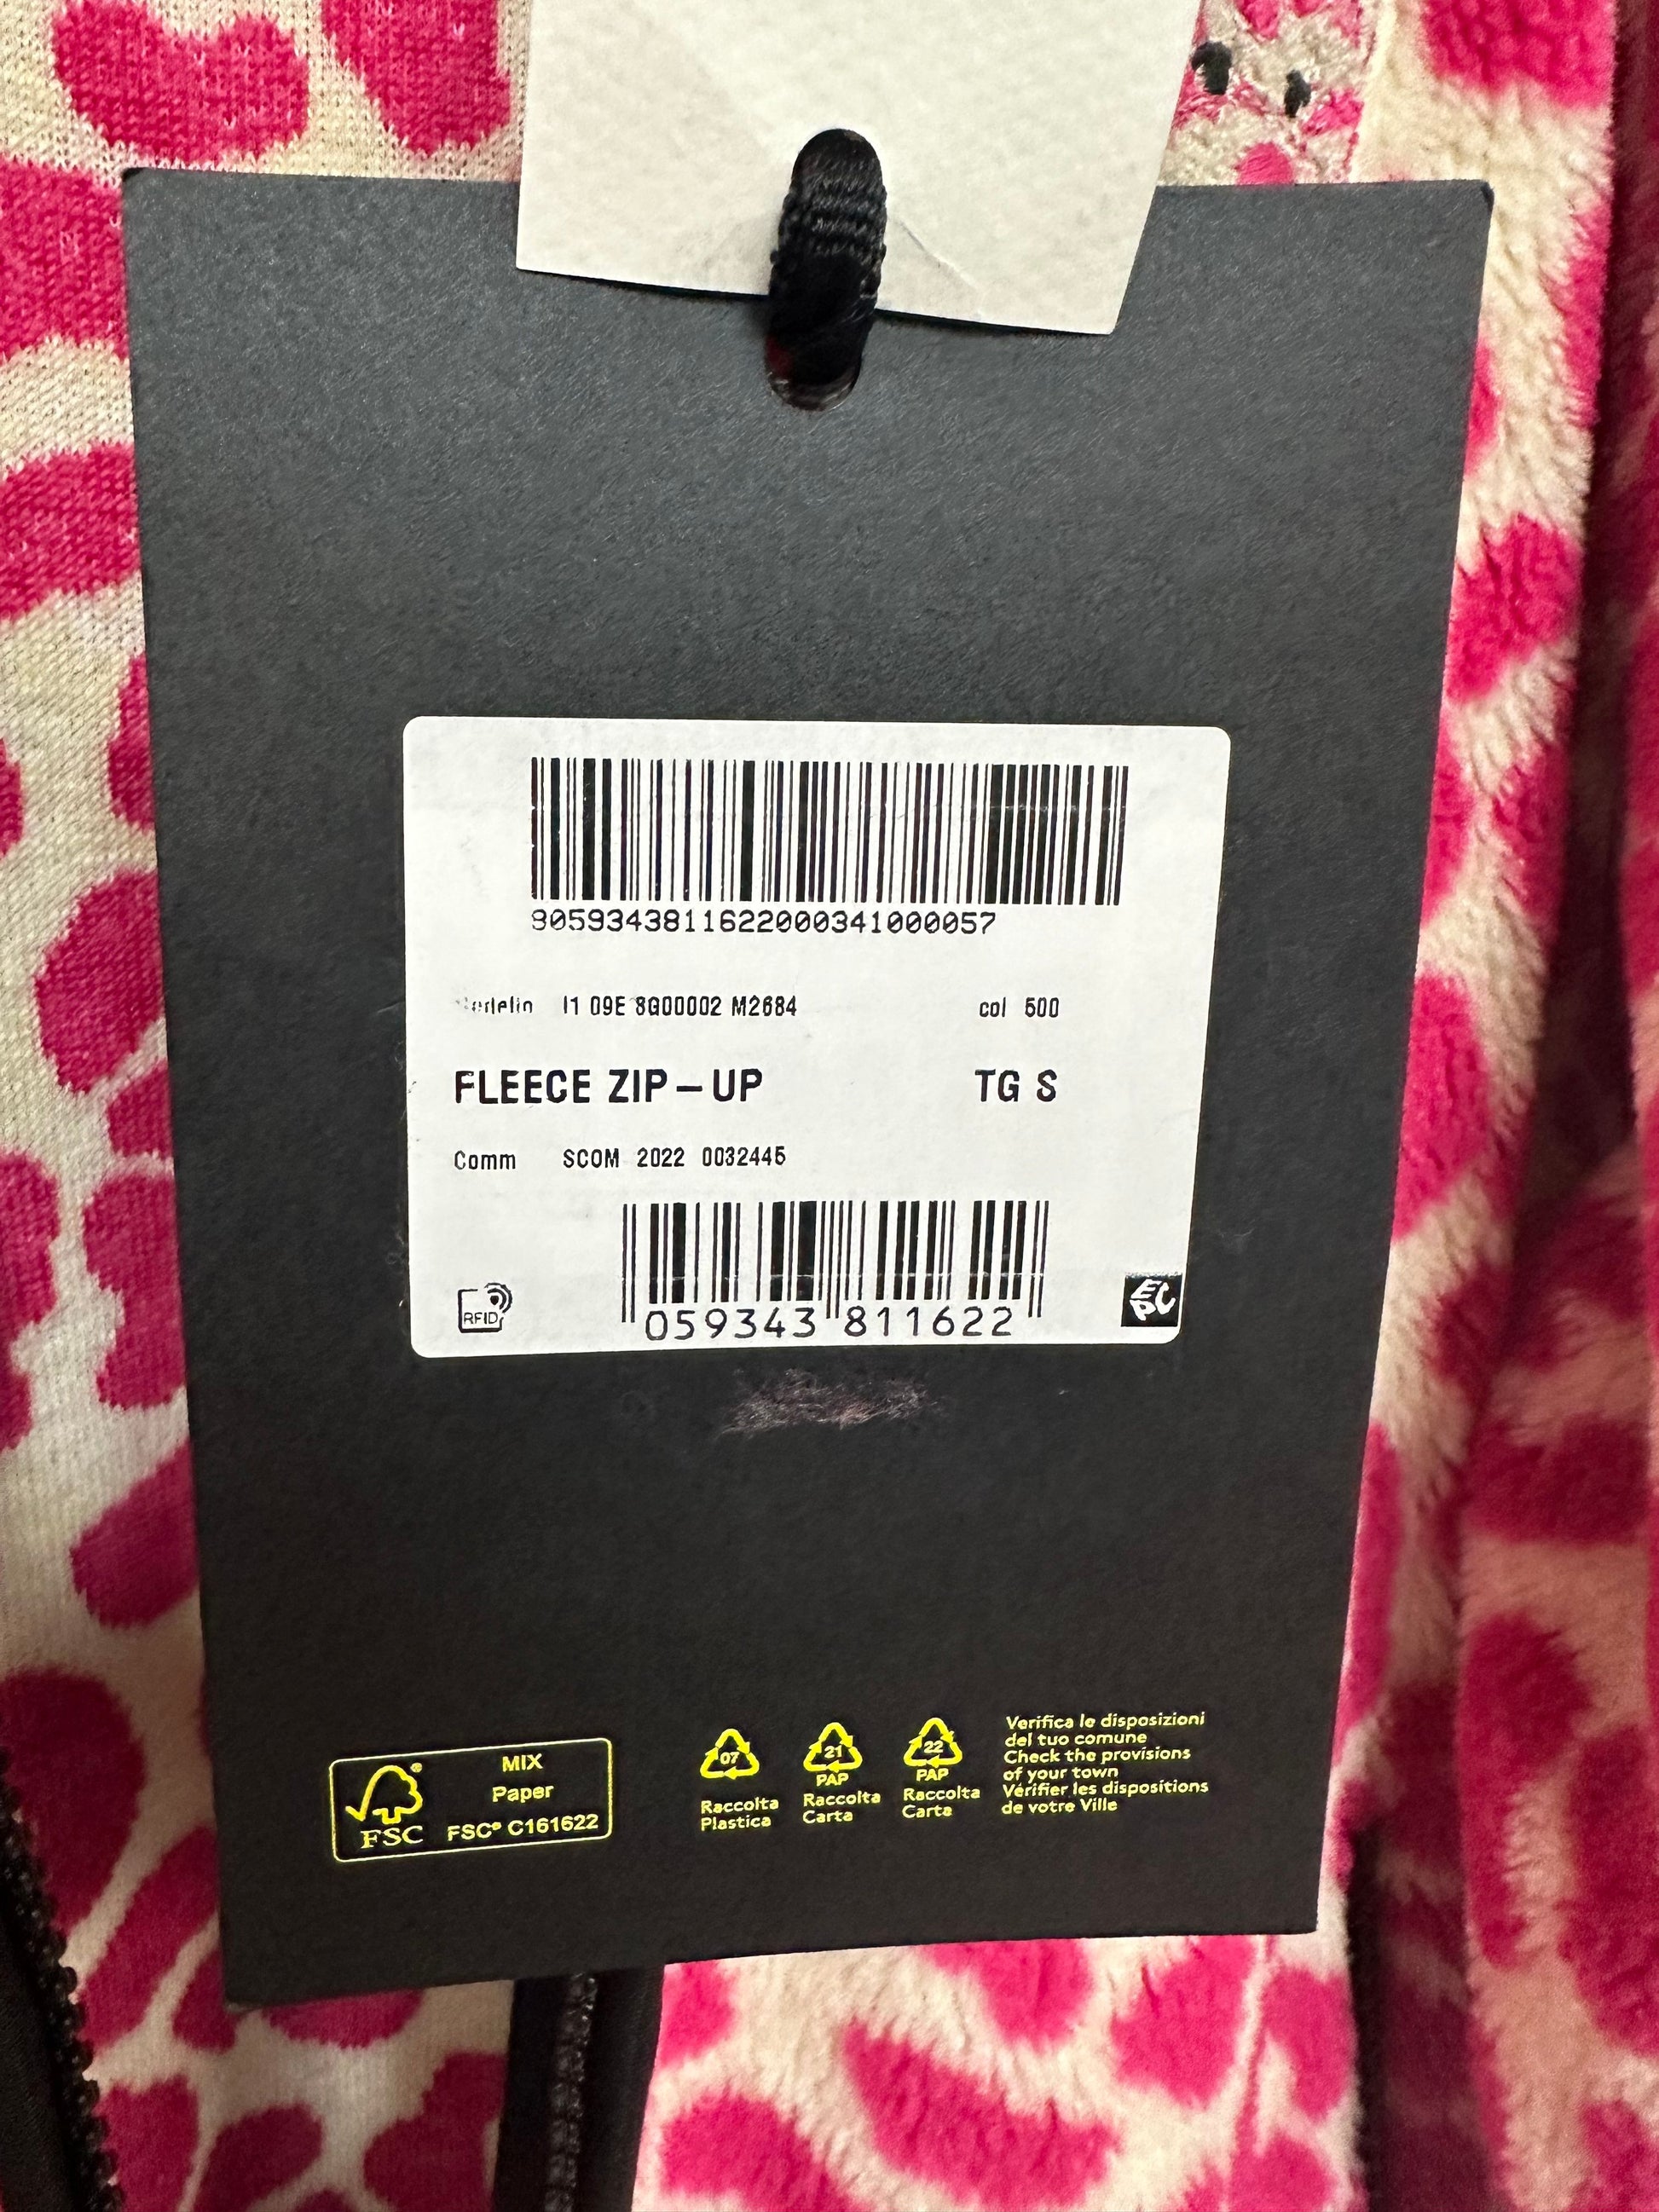 8059343811622000341000057
Modello I1 09E 8G00002 M2684 col 500
FLEECE ZIP-UP TG S
Comm SCOM 2022 0032445
RFID
059343 811622
EPC
MIX
Paper
FSC® C161622
FSC
07
Raccolta
Plastica
21
PAP
Raccolta
Carta
22
PAP
Raccolta
Carta
Verifica le disposizioni
del tuo comune
Check the provisions
of your town
Vérifier les dispositions
de votre Ville